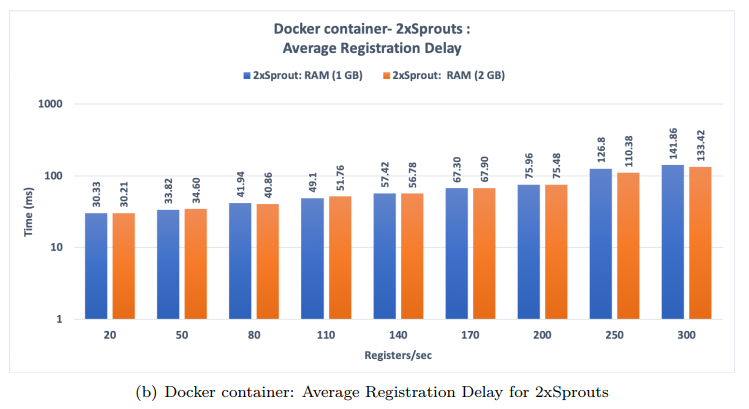 Docker container- 2xSprouts :
Average Registration Delay
2xSprout: RAM (1 GB) 2xSprout: RAM (2 GB)
1000
100
10
1
Time (ms)
30.33 30.21 33.82 34.60 41.94 40.86 49.1 51.76 57.42 56.78 67.30 67.90 75.96 75.48 126.8 110.38 141.86 133.42
20 50 80 110 140 170 200 250 300
Registers/sec
(b) Docker container: Average Registration Delay for 2xSprouts